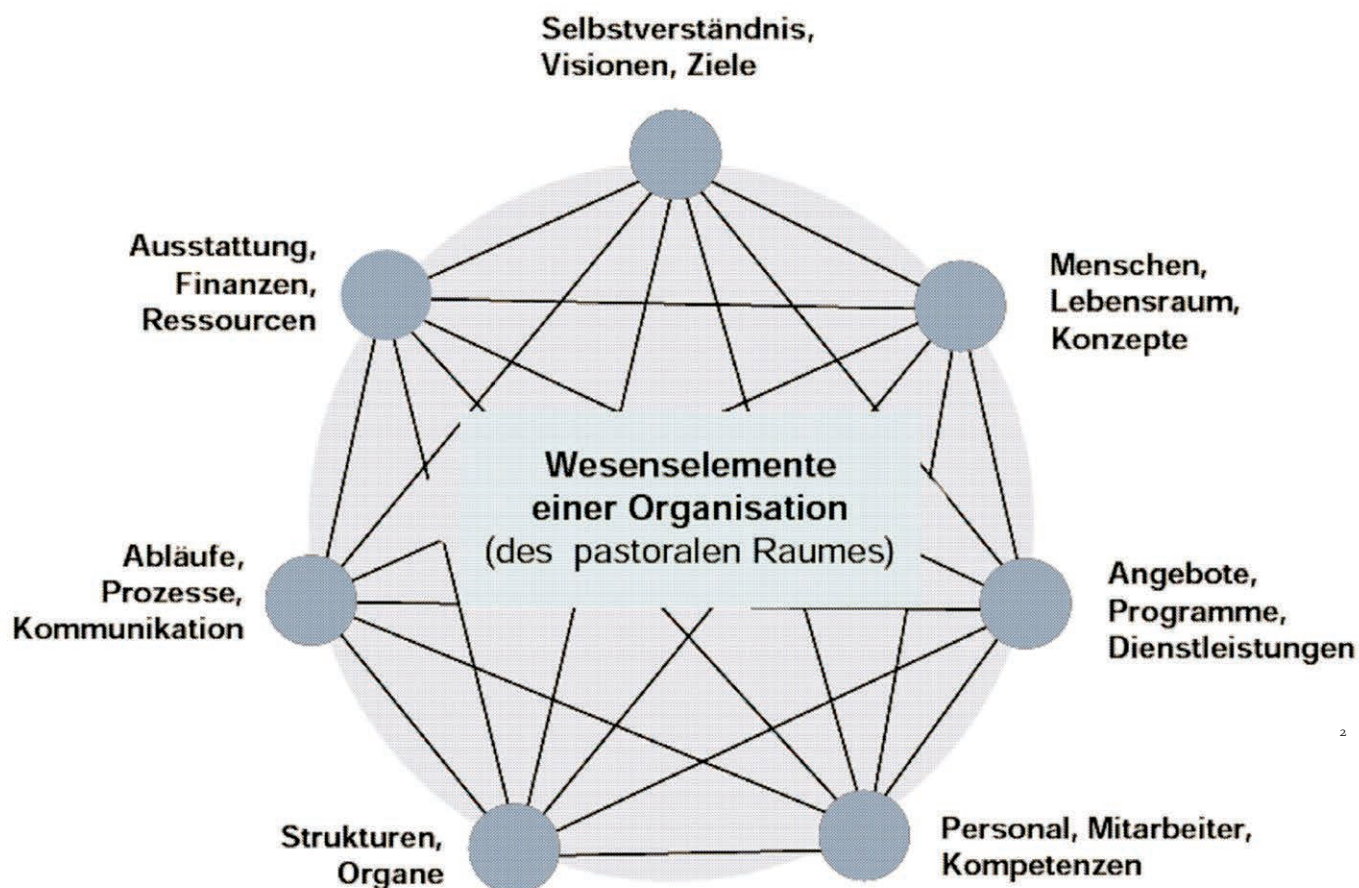 Selbstverständnis,
Visionen, Ziele
Ausstattung,
Finanzen,
Ressourcen
Menschen,
Lebensraum,
Konzepte
Wesenselemente
einer Organisation
(des pastoralen Raumes)
Abläufe,
Prozesse,
Kommunikation
Angebote,
Programme,
Dienstleistungen
2
Strukturen,
Organe
Personal, Mitarbeiter,
Kompetenzen